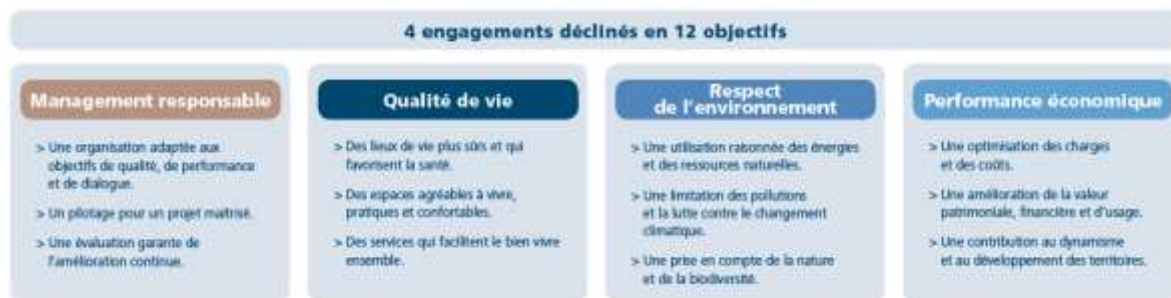 4 engagements déclinés en 12 objectifs
Management responsable
> Une organisation adaptée aux
objectifs de qualité, de performance
et de dialogue.
> Un pilotage pour un projet maîtrisé.
> Une évaluation garante de
l'amélioration continue.
Qualité de vie
> Des lieux de vie plus sûrs et qui
favorisent la santé.
> Des espaces agréables à vivre,
pratiques et confortables.
> Des services qui facilitent le bien vivre
ensemble.
Respect
de l'environnement
> Une utilisation raisonnée des énergies
et des ressources naturelles.
> Une limitation des pollutions
et la lutte contre le changement
climatique.
> Une prise en compte de la nature
et de la biodiversité.
Performance économique
> Une optimisation des charges
et des coûts.
> Une amélioration de la valeur
patrimoniale, financière et d'usage.
> Une contribution au dynamisme
et au développement des territoires.